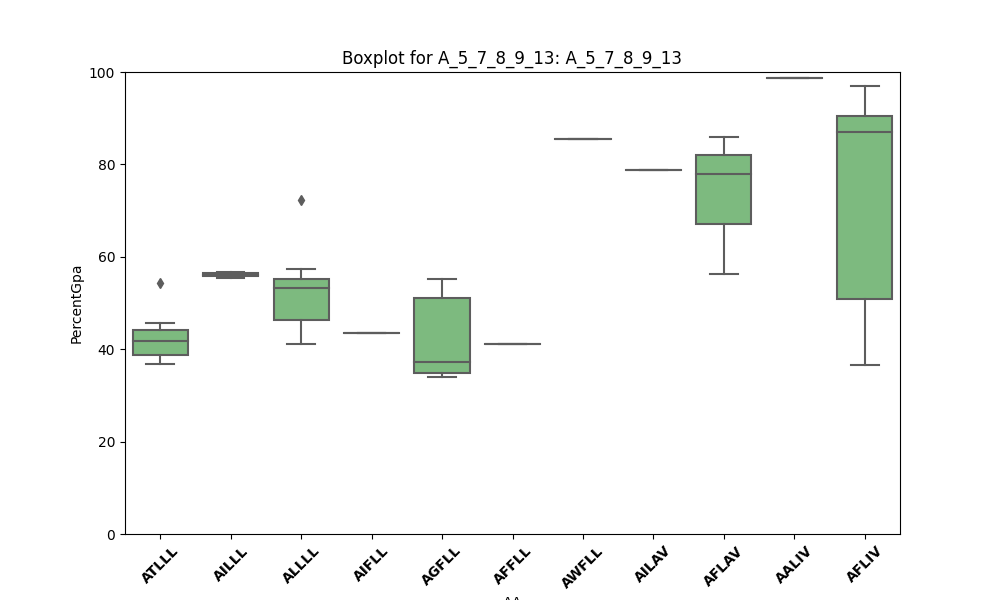 Boxplot for A_5_7_8_9_13: A_5_7_8_9_13
100
80
60
40
20
0
PercentGpa
ATLLL
AILLL
ALLLL
AIFLL
AGFLL
AFFLL
AWFLL
AILAV
AFLAV
AALIV
AFLIV